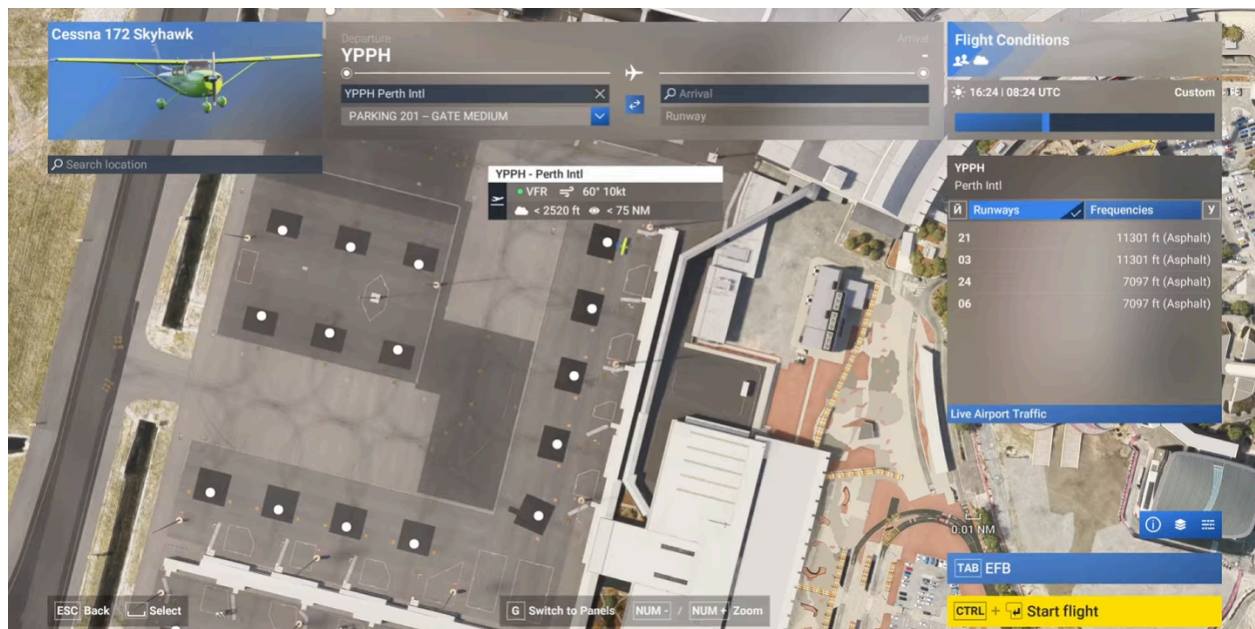 Cessna 172 Skyhawk
Departure
Arrival
YPPH
-
YPPH Perth Intl
Arrival
PARKING 201 – GATE MEDIUM
Runway
Flight Conditions
16:24 | 08:24 UTC
Custom
Search location
YPPH - Perth Intl
VFR 60° 10kt
< 2520 ft < 75 NM
YPPH
Perth Intl
Й Runways
Frequencies У
21 11301 ft (Asphalt)
03 11301 ft (Asphalt)
24 7097 ft (Asphalt)
06 7097 ft (Asphalt)
Live Airport Traffic
0.01 NM
TAB EFB
CTRL + Start flight
ESC Back Select
G Switch to Panels NUM - / NUM + Zoom